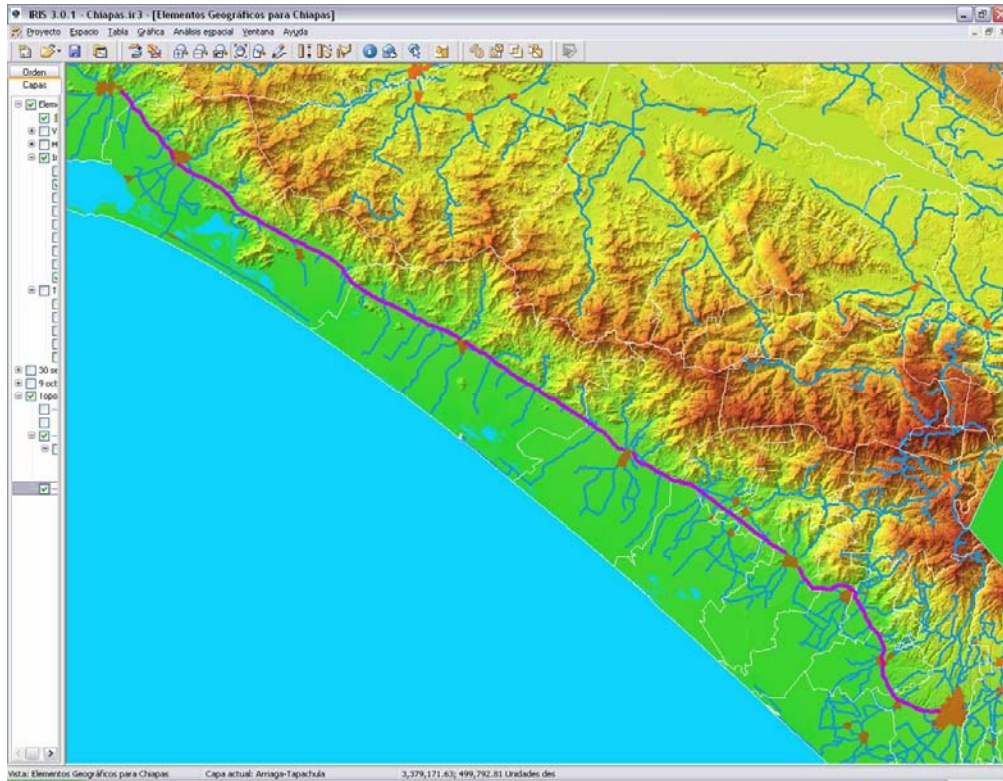 IRIS 3.0.1 - Chiapas.ir3 - [Elementos Geográficos para Chiapas]
Proyecto Espacio Tabla Gráfica Análisis espacial Ventana Ayuda
Orden
Capas
Eleme
V
M
T
30 se
9 oct
Topo
Vista: Elementos Geográficos para Chiapas Capa actual: Arriaga-Tapachula 3,379,171.63; 499,792.81 Unidades des